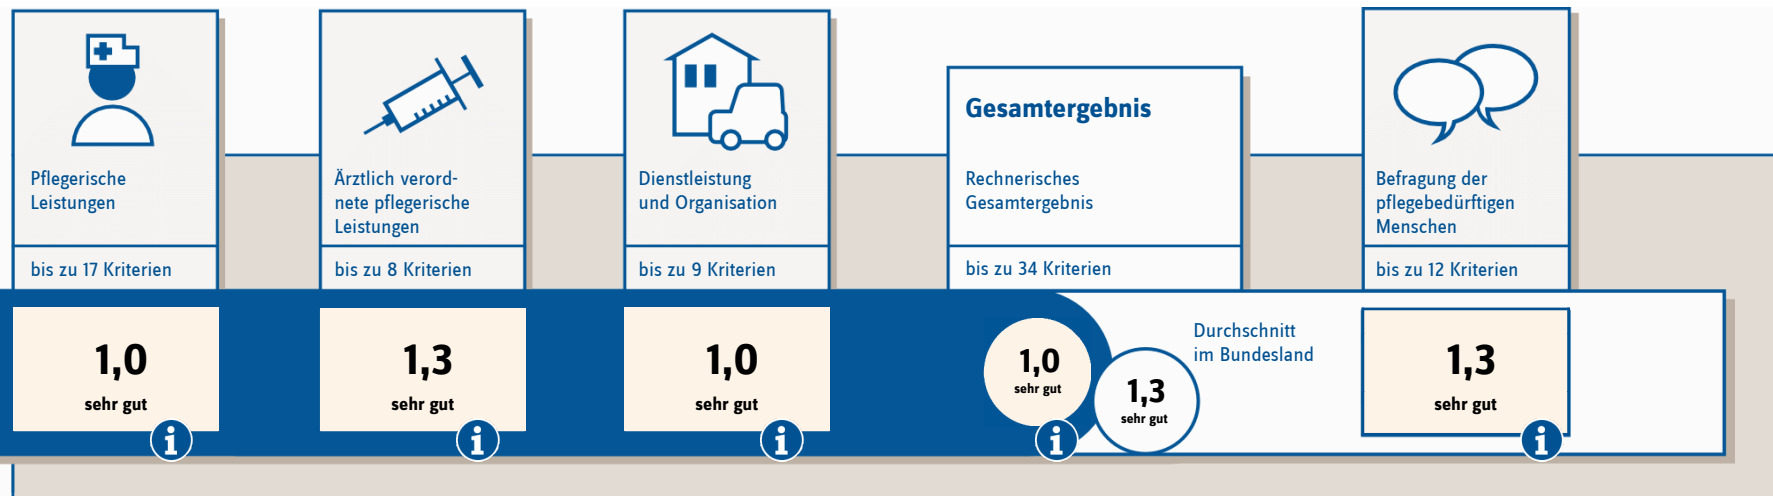 Pflegerische
Leistungen
bis zu 17 Kriterien
1,0
sehr gut
Ärztlich verord-
nete pflegerische
Leistungen
bis zu 8 Kriterien
1,3
sehr gut
Dienstleistung
und Organisation
bis zu 9 Kriterien
1,0
sehr gut
Gesamtergebnis
Rechnerisches
Gesamtergebnis
bis zu 34 Kriterien
1,0
sehr gut
1,3
sehr gut
Durchschnitt
im Bundesland
Befragung der
pflegebedürftigen
Menschen
bis zu 12 Kriterien
1,3
sehr gut